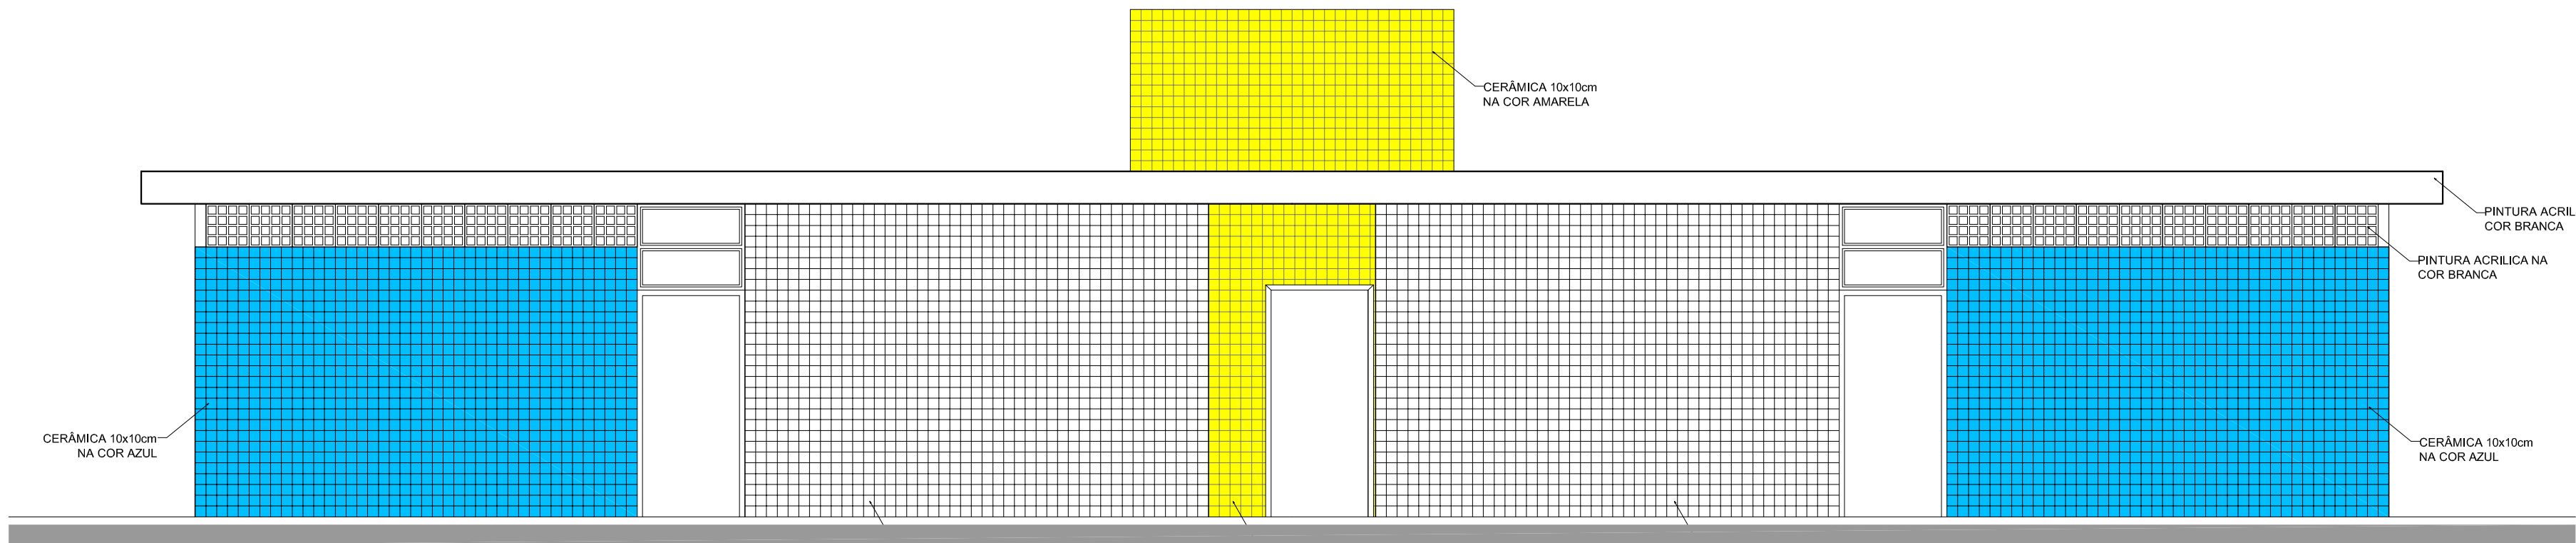 CERÂMICA 10x10cm
NA COR AMARELA
PINTURA ACRIL
COR BRANCA
PINTURA ACRILICA NA
COR BRANCA
CERÂMICA 10x10cm
NA COR AZUL
CERÂMICA 10x10cm
NA COR AZUL